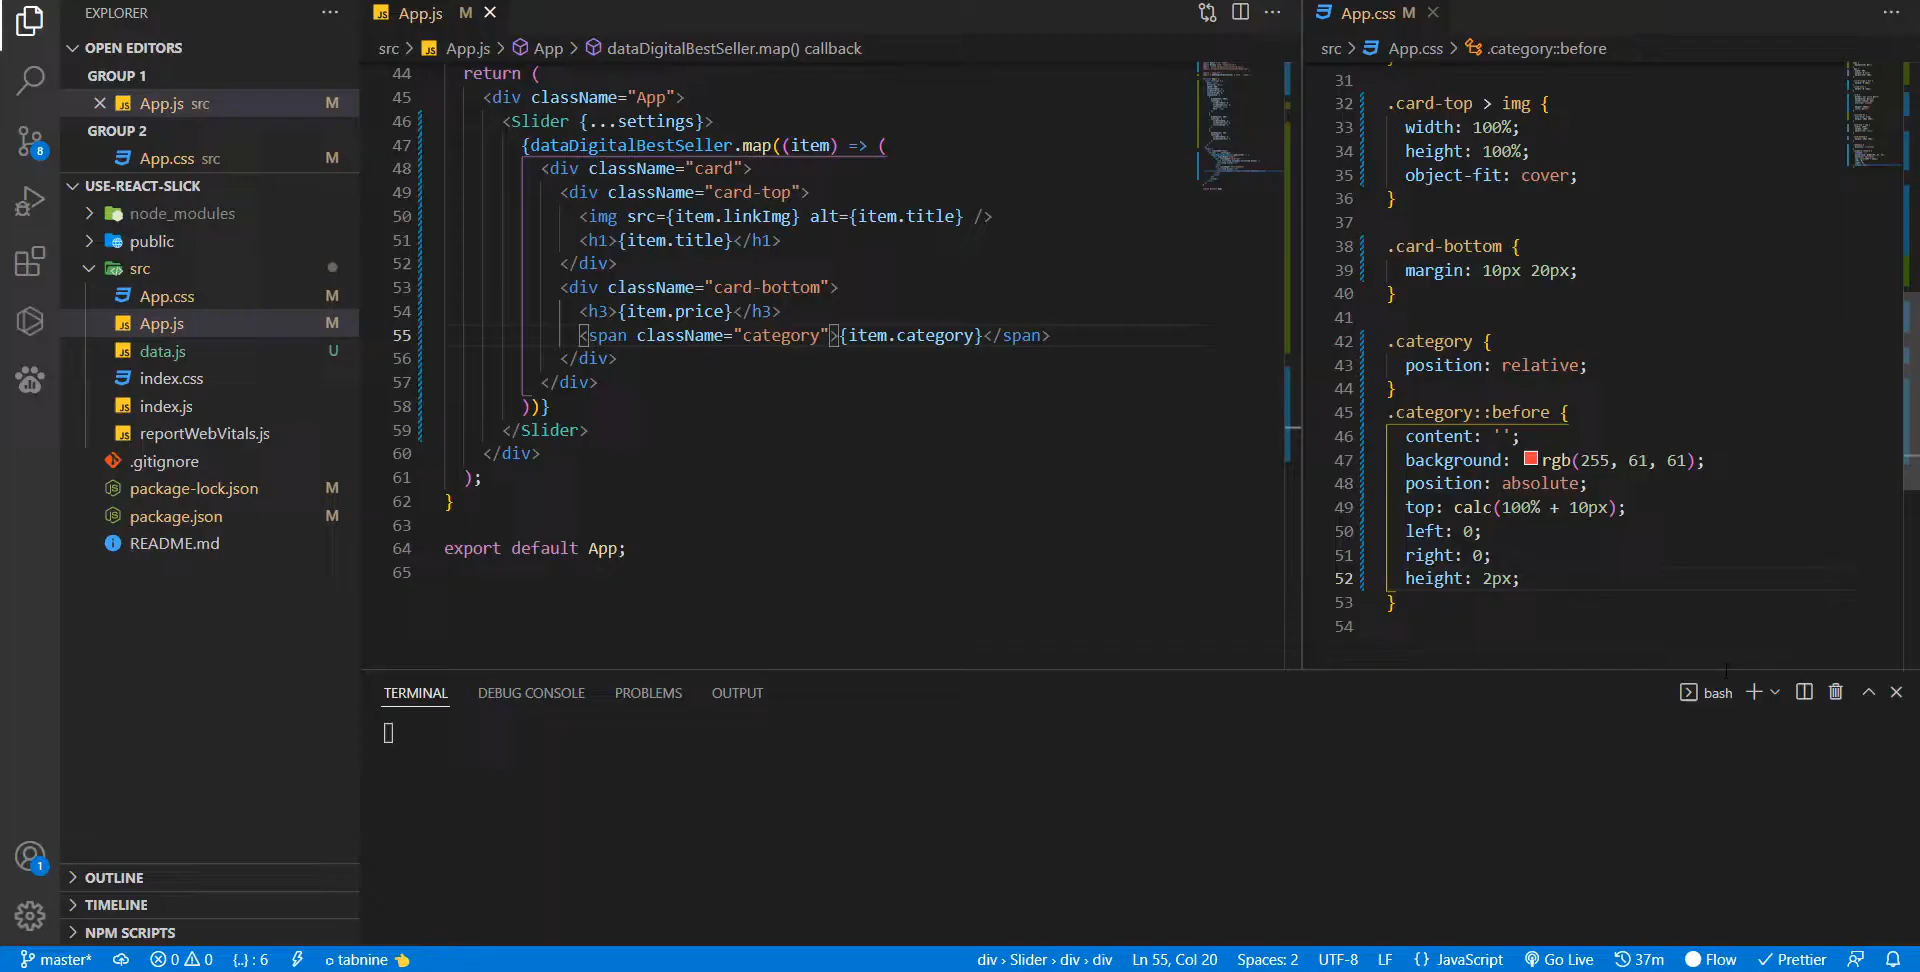 EXPLORER
OPEN EDITORS
GROUP 1
App.js src M
GROUP 2
App.css src M
USE-REACT-SLICK
node_modules
public
src
App.css M
App.js M
data.js U
index.css
index.js
reportWebVitals.js
.gitignore
package-lock.json M
package.json M
README.md
OUTLINE
TIMELINE
NPM SCRIPTS
8
1
App.js M
src > App.js > App > dataDigitalBestSeller.map() callback
44 return (
45 <div className="App">
46 <Slider {...settings}>
47 {dataDigitalBestSeller.map((item) => (
48 <div className="card">
49 <div className="card-top">
50 <img src={item.linkImg} alt={item.title} />
51 <h1>{item.title}</h1>
52 </div>
53 <div className="card-bottom">
54 <h3>{item.price}</h3>
55 <span className="category">{item.category}</span>
56 </div>
57 </div>
58 ))}
59 </Slider>
60 </div>
61 );
62 }
63
64 export default App;
65
App.css M
src > App.css > .category::before
31
32 .card-top > img {
33 width: 100%;
34 height: 100%;
35 object-fit: cover;
36 }
37
38 .card-bottom {
39 margin: 10px 20px;
40 }
41
42 .category {
43 position: relative;
44 }
45 .category::before {
46 content: '';
47 background: rgb(255, 61, 61);
48 position: absolute;
49 top: calc(100% + 10px);
50 left: 0;
51 right: 0;
52 height: 2px;
53 }
54
TERMINAL DEBUG CONSOLE PROBLEMS OUTPUT
bash
master* 0 0 {..} : 6 tabnine div › Slider › div › div Ln 55, Col 20 Spaces: 2 UTF-8 LF {} JavaScript Go Live 37m Flow Prettier